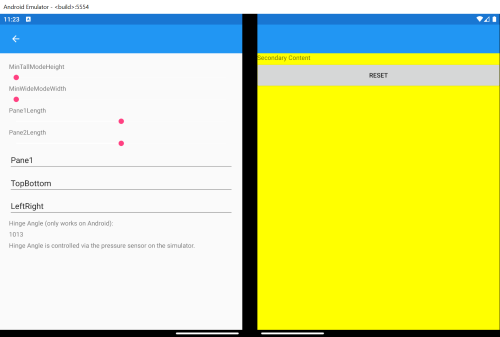 Android Emulator - <build>:5554
11:23
MinTallModeHeight
MinWideModeWidth
Pane1Length
Pane2Length
Pane1
TopBottom
LeftRight
Hinge Angle (only works on Android):
1013
Hinge Angle is controlled via the pressure sensor on the simulator.
Secondary Content
RESET